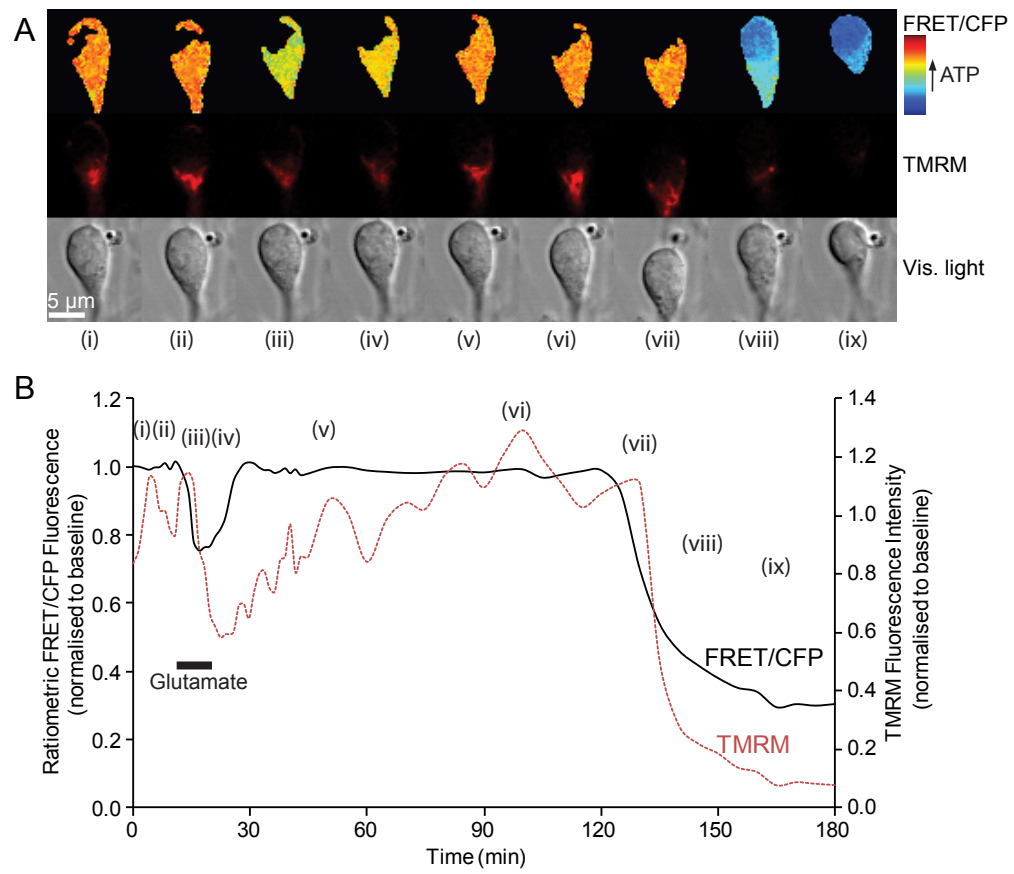 A
FRET/CFP
ATP
TMRM
Vis. light
5 µm
(i) (ii) (iii) (iv) (v) (vi) (vii) (viii) (ix)
B
Ratiometric FRET/CFP Fluorescence
(normalised to baseline)
1.2
1.0
0.8
0.6
0.4
0.2
0.0
(i) (ii) (iii) (iv) (v) (vi) (vii) (viii) (ix)
Glutamate
FRET/CFP
TMRM
1.4
1.2
1.0
0.8
0.6
0.4
0.2
0.0
TMRM Fluorescence Intensity
(normalised to baseline)
0 30 60 90 120 150 180
Time (min)